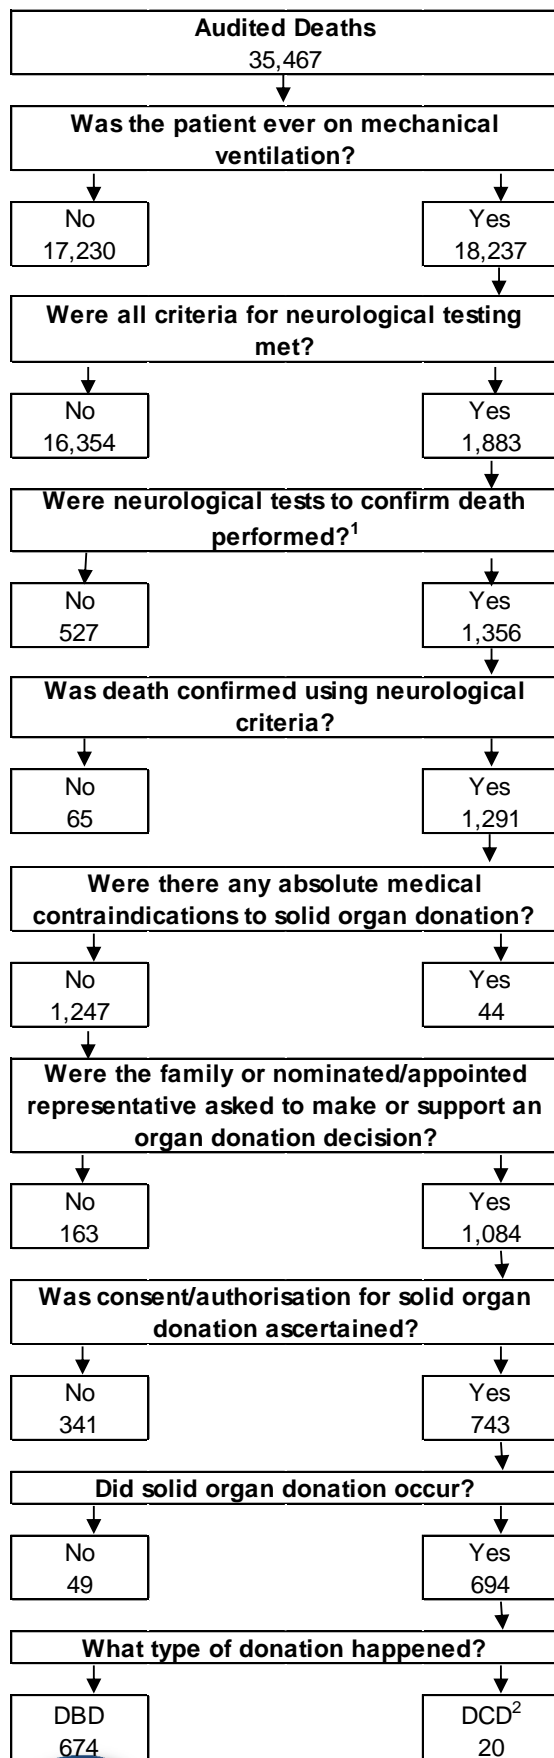 Audited Deaths
35,467
Was the patient ever on mechanical
ventilation?
No
17,230
Yes
18,237
Were all criteria for neurological testing
met?
No
16,354
Yes
1,883
Were neurological tests to confirm death
performed?1
No
527
Yes
1,356
Was death confirmed using neurological
criteria?
No
65
Yes
1,291
Were there any absolute medical
contraindications to solid organ donation?
No
1,247
Yes
44
Were the family or nominated/appointed
representative asked to make or support an
organ donation decision?
No
163
Yes
1,084
Was consent/authorisation for solid organ
donation ascertained?
No
341
Yes
743
Did solid organ donation occur?
No
49
Yes
694
What type of donation happened?
DBD
674
DCD2
20